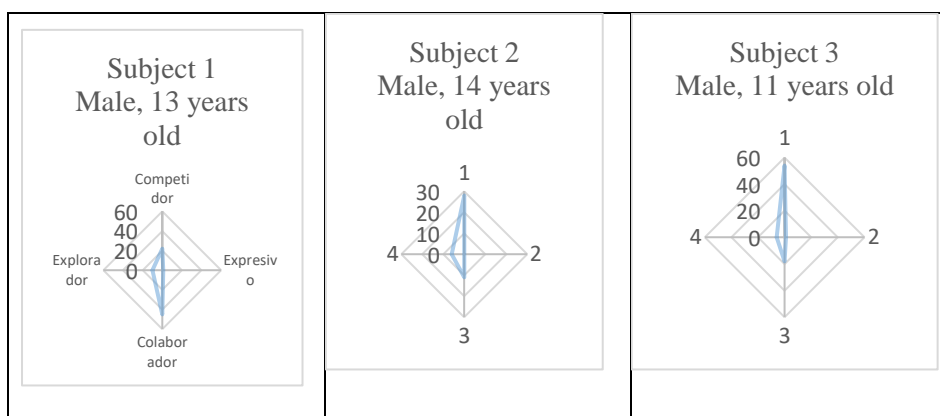 Subject 1
Male, 13 years
old
Competi
dor
60
40
20
0
Explora
dor
Expresiv
o
Colabor
ador
Subject 2
Male, 14 years
old
1
30
20
10
0
4
2
3
Subject 3
Male, 11 years old
1
60
40
20
0
4
2
3